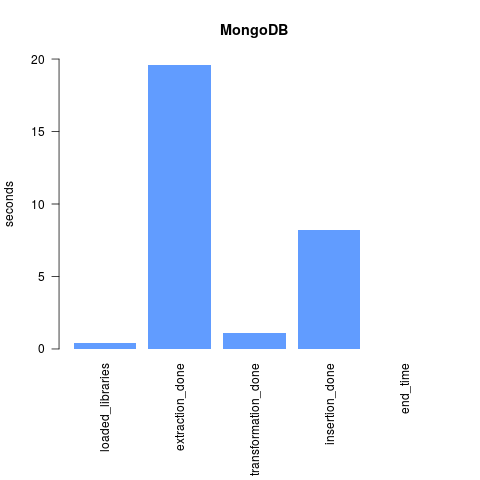 MongoDB
seconds
20
15
10
5
0
loaded_libraries
extraction_done
transformation_done
insertion_done
end_time